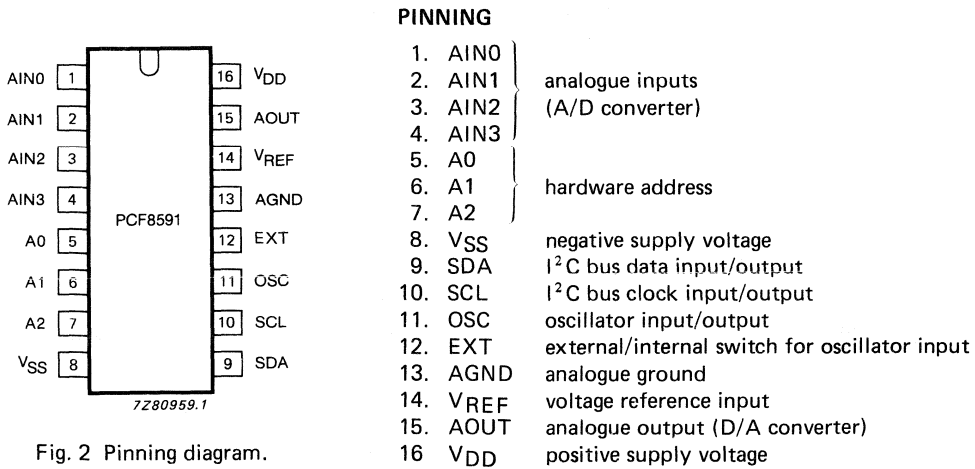 PINNING
AIN0 1
AIN1 2
AIN2 3
AIN3 4
A0 5
A1 6
A2 7
VSS 8
PCF8591
16 VDD
15 AOUT
14 VREF
13 AGND
12 EXT
11 OSC
10 SCL
9 SDA
7Z80959.1
Fig. 2 Pinning diagram.
1. AIN0
2. AIN1
3. AIN2
4. AIN3
analogue inputs
(A/D converter)
5. A0
6. A1
7. A2
hardware address
8. VSS negative supply voltage
9. SDA I²C bus data input/output
10. SCL I²C bus clock input/output
11. OSC oscillator input/output
12. EXT external/internal switch for oscillator input
13. AGND analogue ground
14. VREF voltage reference input
15. AOUT analogue output (D/A converter)
16 VDD positive supply voltage